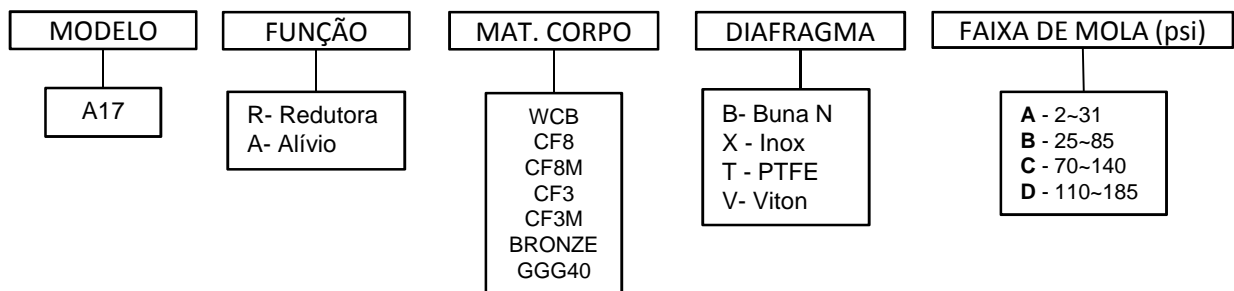 MODELO
A17
FUNÇÃO
R- Redutora
A- Alívio
MAT. CORPO
WCB
CF8
CF8M
CF3
CF3M
BRONZE
GGG40
DIAFRAGMA
B- Buna N
X - Inox
T - PTFE
V- Viton
FAIXA DE MOLA (psi)
A - 2~31
B - 25~85
C - 70~140
D - 110~185